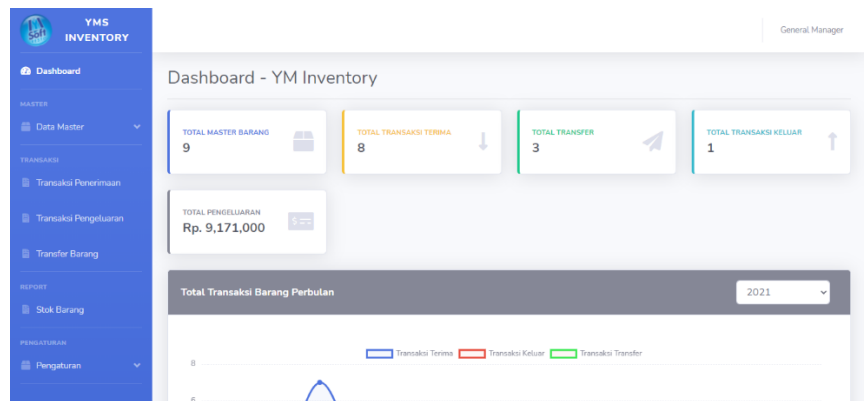 YMS
INVENTORY
General Manager
Dashboard
MASTER
Data Master
TRANSAKSI
Transaksi Penerimaan
Transaksi Pengeluaran
Transfer Barang
REPORT
Stok Barang
PENGATURAN
Pengaturan
Dashboard - YM Inventory
TOTAL MASTER BARANG
9
TOTAL TRANSAKSI TERIMA
8
TOTAL TRANSFER
3
TOTAL TRANSAKSI KELUAR
1
TOTAL PENGELUARAN
Rp. 9,171,000
Total Transaksi Barang Perbulan
2021
Transaksi Terima
Transaksi Keluar
Transaksi Transfer
8
6